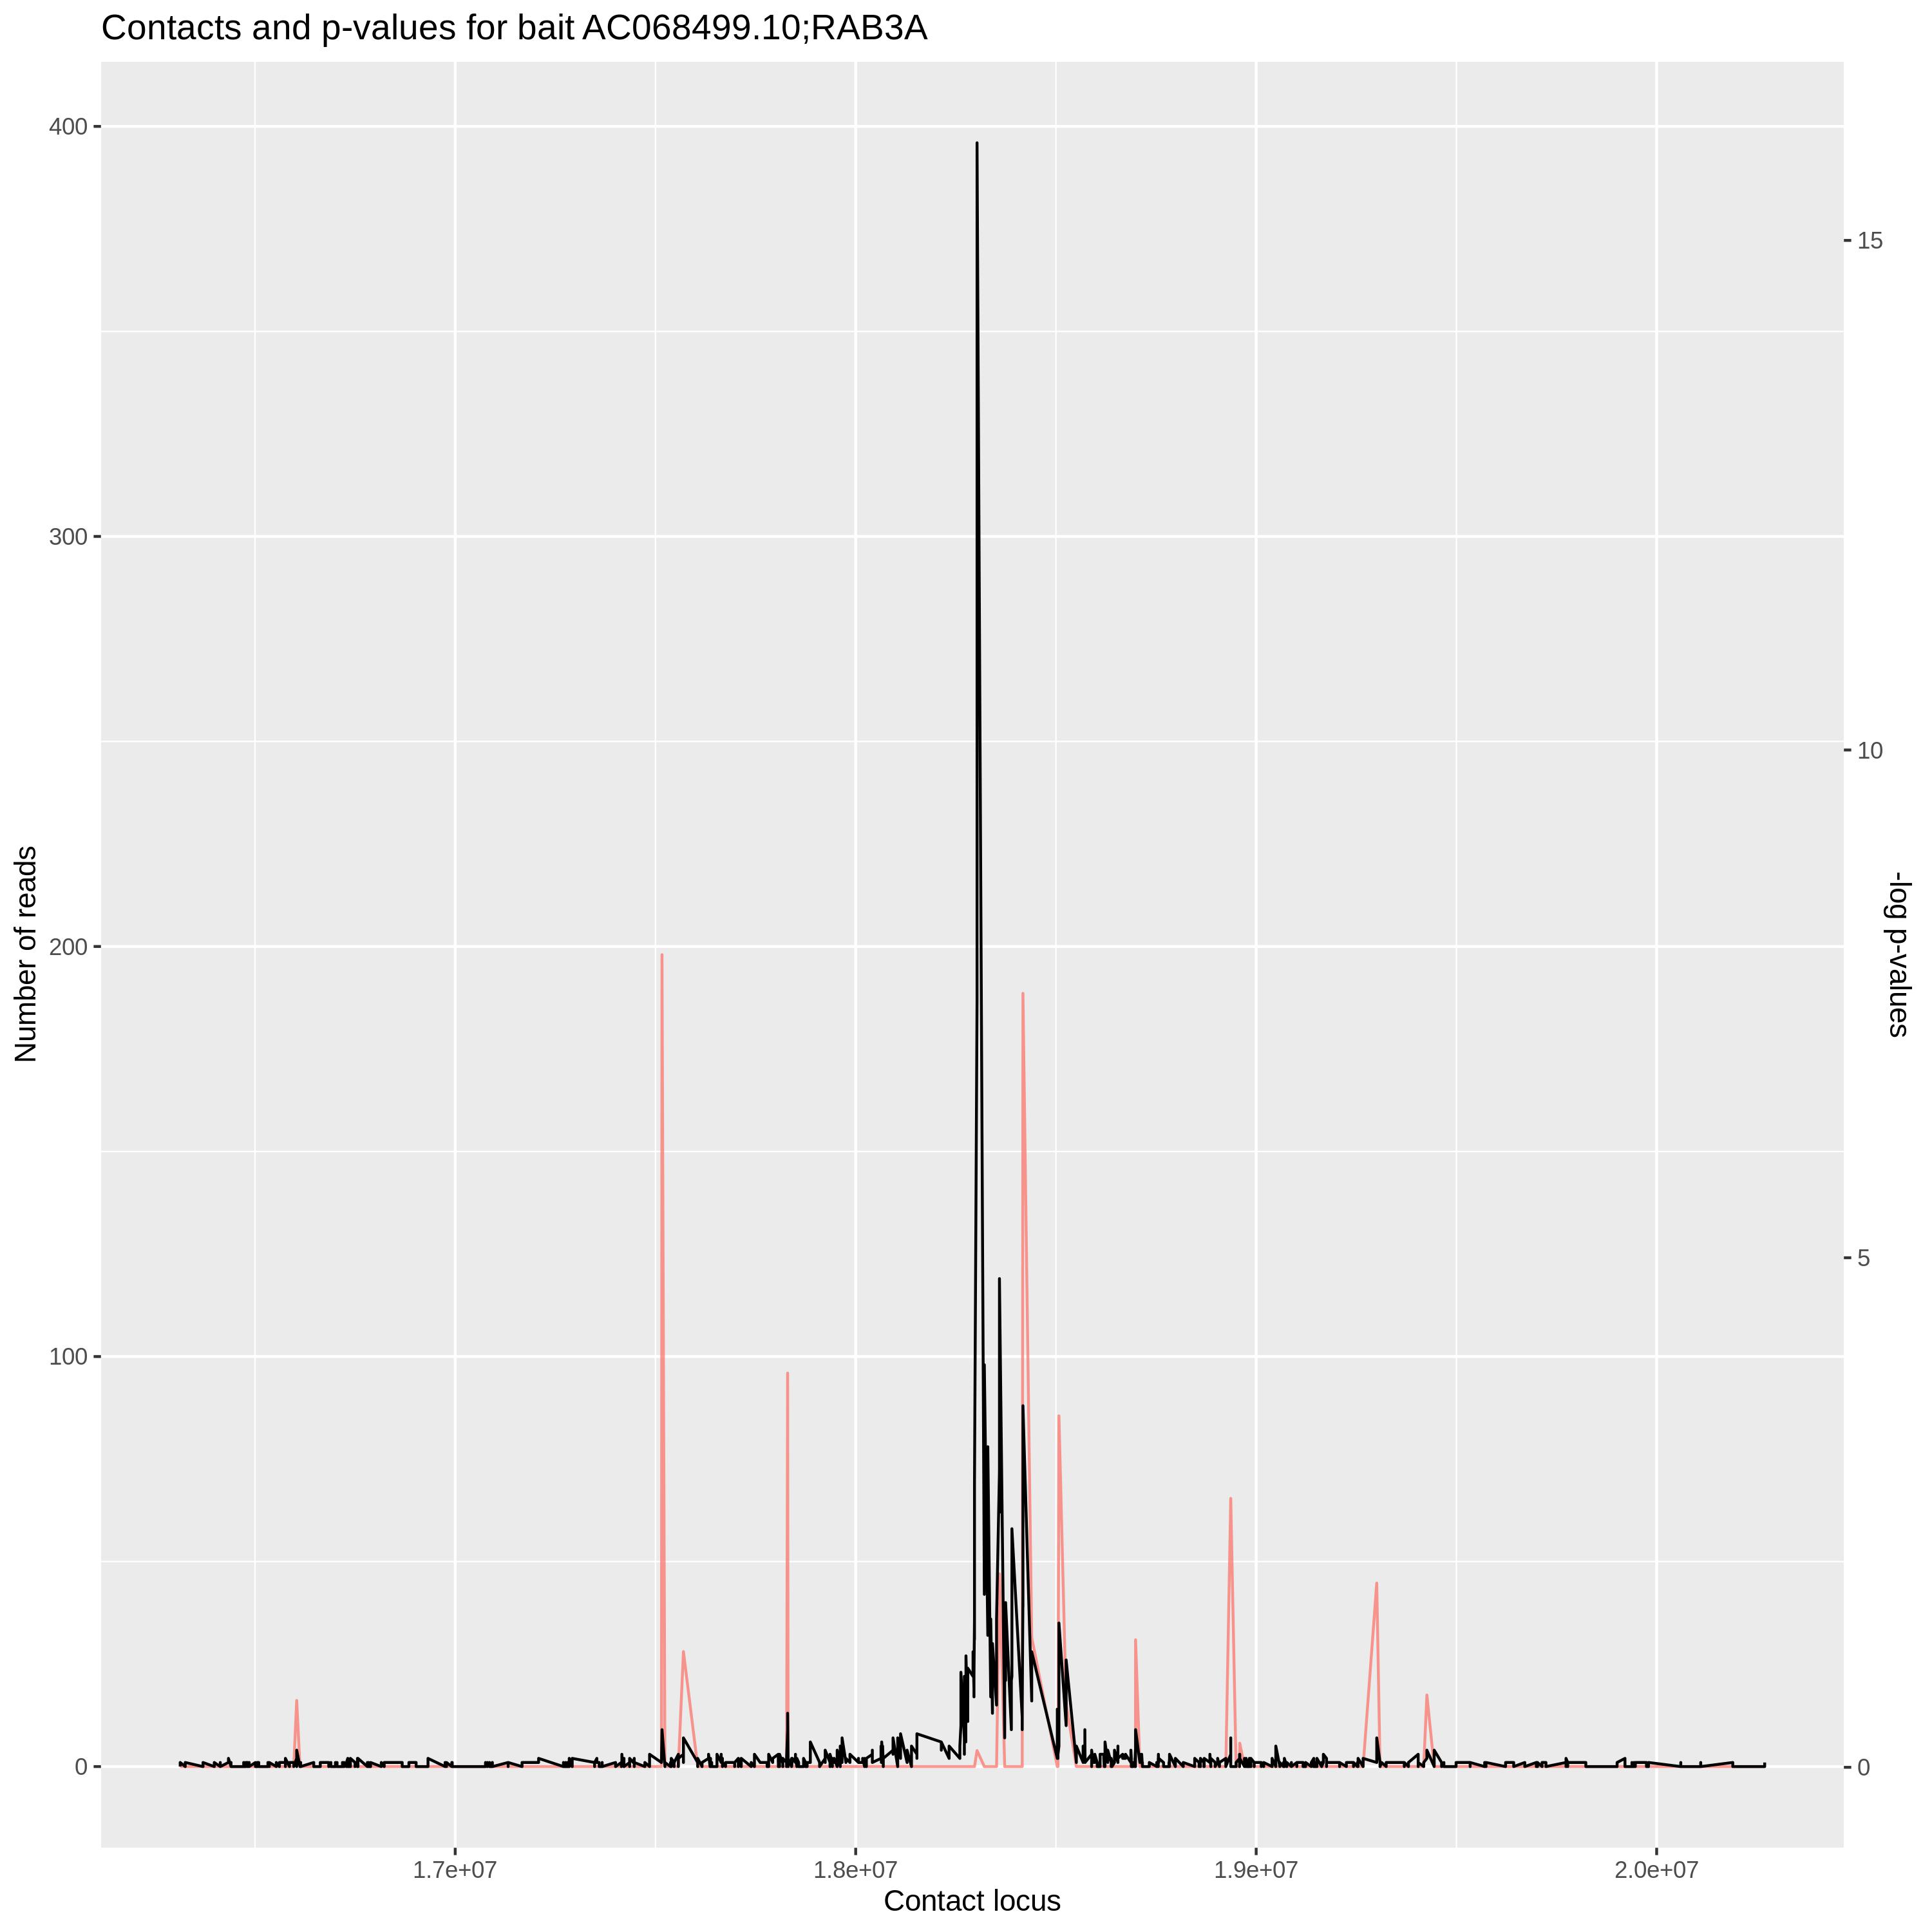 Contacts and p-values for bait AC068499.10;RAB3A
400
300
200
100
0
Number of reads
15
10
5
0
-log p-values
1.7e+07
1.8e+07
1.9e+07
2.0e+07
Contact locus